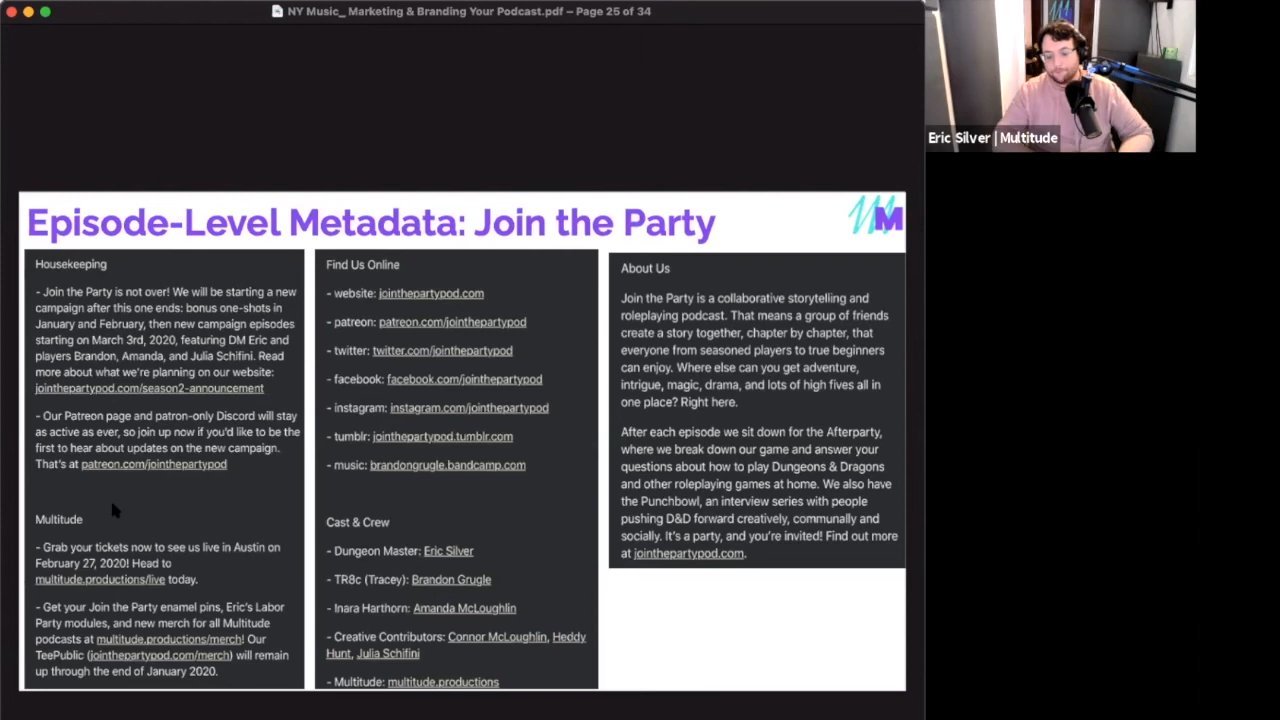 NY Music_ Marketing & Branding Your Podcast.pdf – Page 25 of 34
Eric Silver | Multitude
Episode-Level Metadata: Join the Party
M
Housekeeping
- Join the Party is not over! We will be starting a new
campaign after this one ends: bonus one-shots in
January and February, then new campaign episodes
starting on March 3rd, 2020, featuring DM Eric and
players Brandon, Amanda, and Julia Schifini. Read
more about what we're planning on our website:
jointhepartypod.com/season2-announcement
- Our Patreon page and patron-only Discord will stay
as active as ever, so join up now if you'd like to be the
first to hear about updates on the new campaign.
That's at patreon.com/jointhepartypod
Multitude
- Grab your tickets now to see us live in Austin on
February 27, 2020! Head to
multitude.productions/live today.
- Get your Join the Party enamel pins, Eric's Labor
Party modules, and new merch for all Multitude
podcasts at multitude.productions/merch! Our
TeePublic (jointhepartypod.com/merch) will remain
up through the end of January 2020.
Find Us Online
- website: jointhepartypod.com
- patreon: patreon.com/jointhepartypod
- twitter: twitter.com/jointhepartypod
- facebook: facebook.com/jointhepartypod
- instagram: instagram.com/jointhepartypod
- tumblr: jointhepartypod.tumblr.com
- music: brandongrugle.bandcamp.com
Cast & Crew
- Dungeon Master: Eric Silver
- TR8c (Tracey): Brandon Grugle
- Inara Harthorn: Amanda McLoughlin
- Creative Contributors: Connor McLoughlin, Heddy
Hunt, Julia Schifini
- Multitude: multitude.productions
About Us
Join the Party is a collaborative storytelling and
roleplaying podcast. That means a group of friends
create a story together, chapter by chapter, that
everyone from seasoned players to true beginners
can enjoy. Where else can you get adventure,
intrigue, magic, drama, and lots of high fives all in
one place? Right here.
After each episode we sit down for the Afterparty,
where we break down our game and answer your
questions about how to play Dungeons & Dragons
and other roleplaying games at home. We also have
the Punchbowl, an interview series with people
pushing D&D forward creatively, communally and
socially. It's a party, and you're invited! Find out more
at jointhepartypod.com.